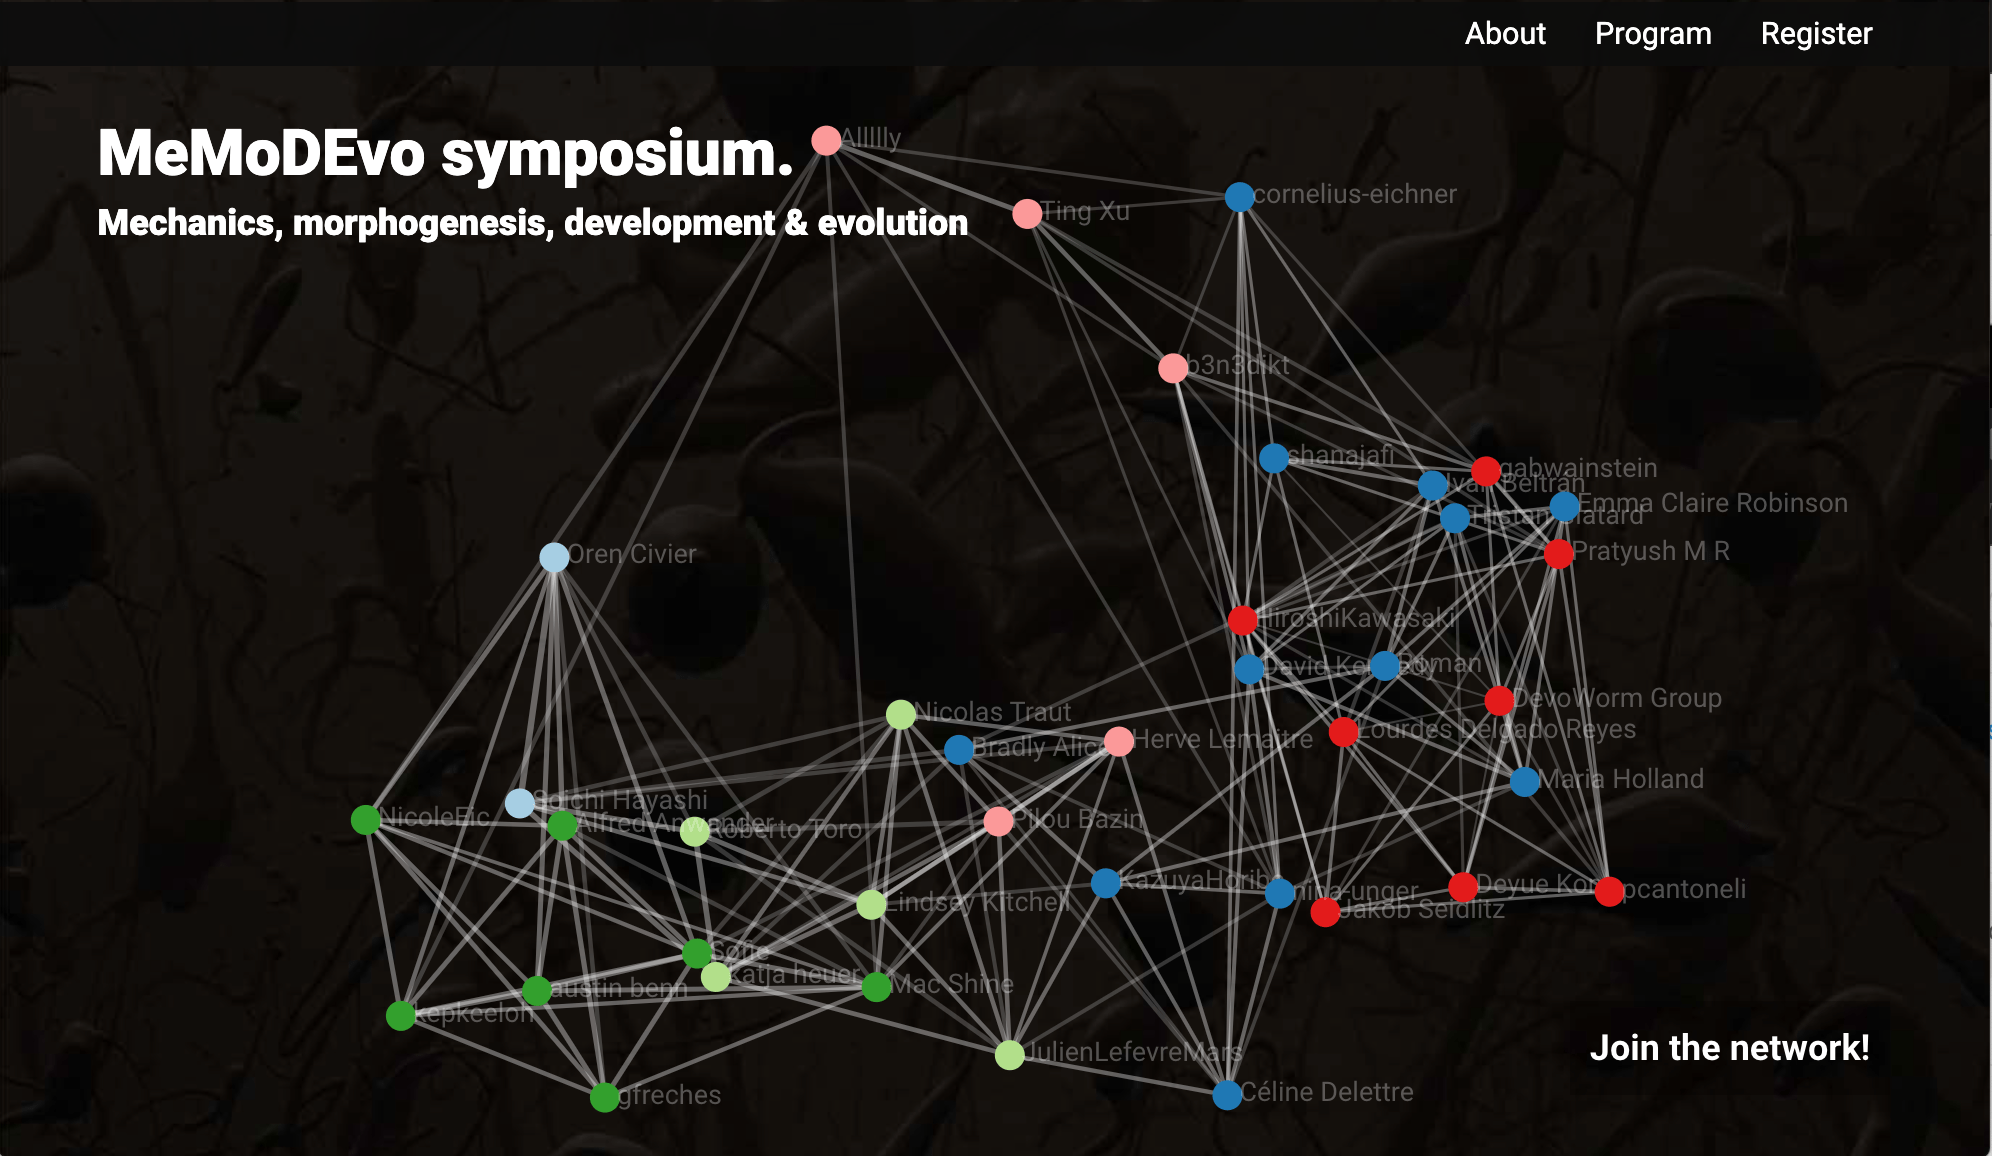 About Program Register
MeMoDEvo symposium.
Mechanics, morphogenesis, development & evolution
Allllly
Ting Xu
cornelius-eichner
b3n3dikt
shanajafi
gabwainstein
Ivan Beltran
Emma Claire Robinson
Tristan Glatard
Pratyush M R
Oren Civier
HiroshiKawasaki
David Kennedy
DevoWorm Group
Nicolas Traut
Lourdes Delgado Reyes
Bradly Alicea
Herve Lemaitre
Maria Holland
Soichi Hayashi
NicoleEic
Alfred Anwander
Roberto Toro
Pilou Bazin
KazuyaHoribe
nina-unger
pcantoneli
Lindsey Kitchell
Jakob Seidlitz
Sofie
katja heuer
Mac Shine
austin benn
kepkeelon
JulienLefevreMars
Join the network!
gfreches
Céline Delettre